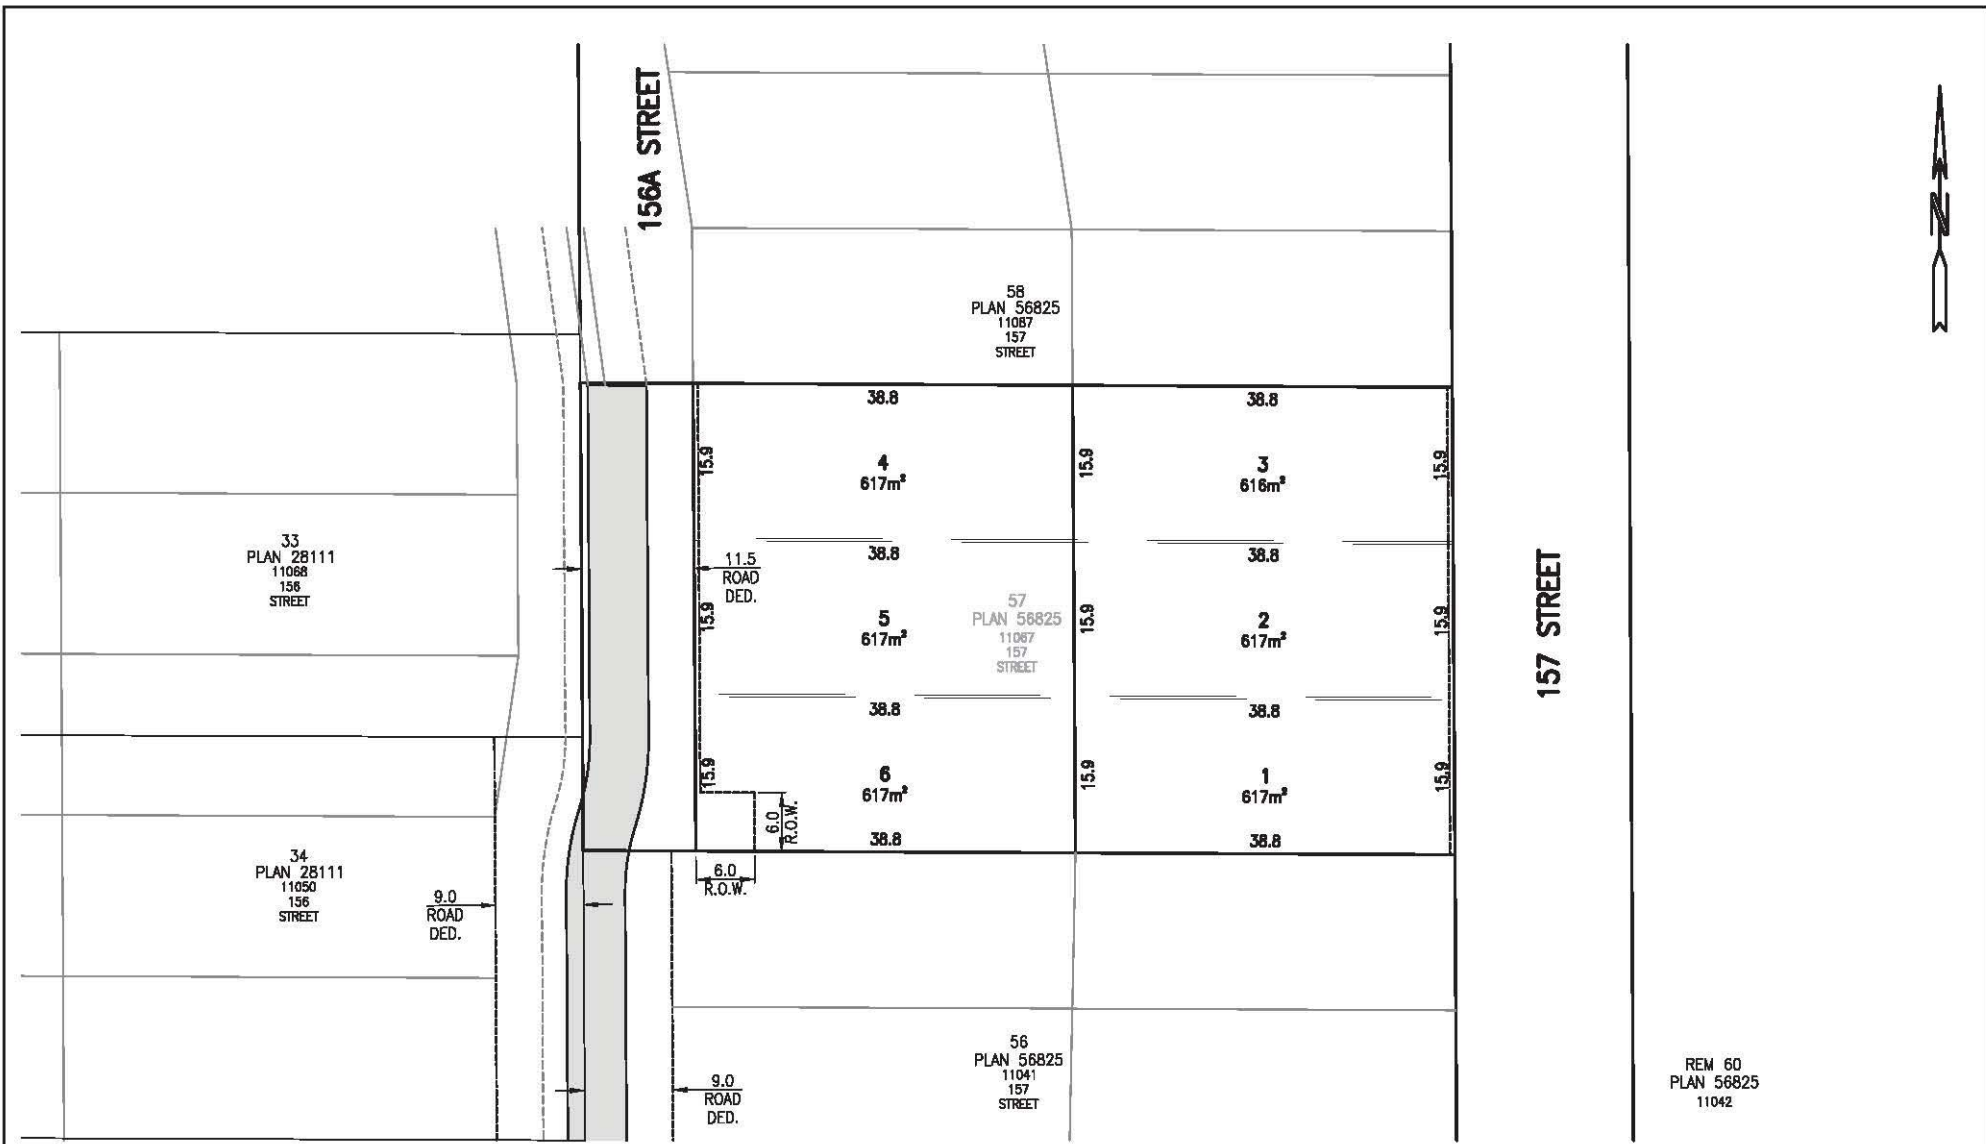 156A STREET
N
58
PLAN 56825
11087
157
STREET
38.8
38.8
15.9
4
617m²
15.9
3
616m²
15.9
33
PLAN 28111
11068
156
STREET
38.8
38.8
11.5
ROAD
DED.
15.9
5
617m²
57
PLAN 56825
11067
157
STREET
15.9
2
617m²
15.9
157 STREET
38.8
38.8
15.9
6
617m²
15.9
1
617m²
15.9
6.0
R.O.W.
38.8
38.8
6.0
R.O.W.
34
PLAN 28111
11050
156
STREET
9.0
ROAD
DED.
56
PLAN 56825
11041
157
STREET
9.0
ROAD
DED.
REM 60
PLAN 56825
11042